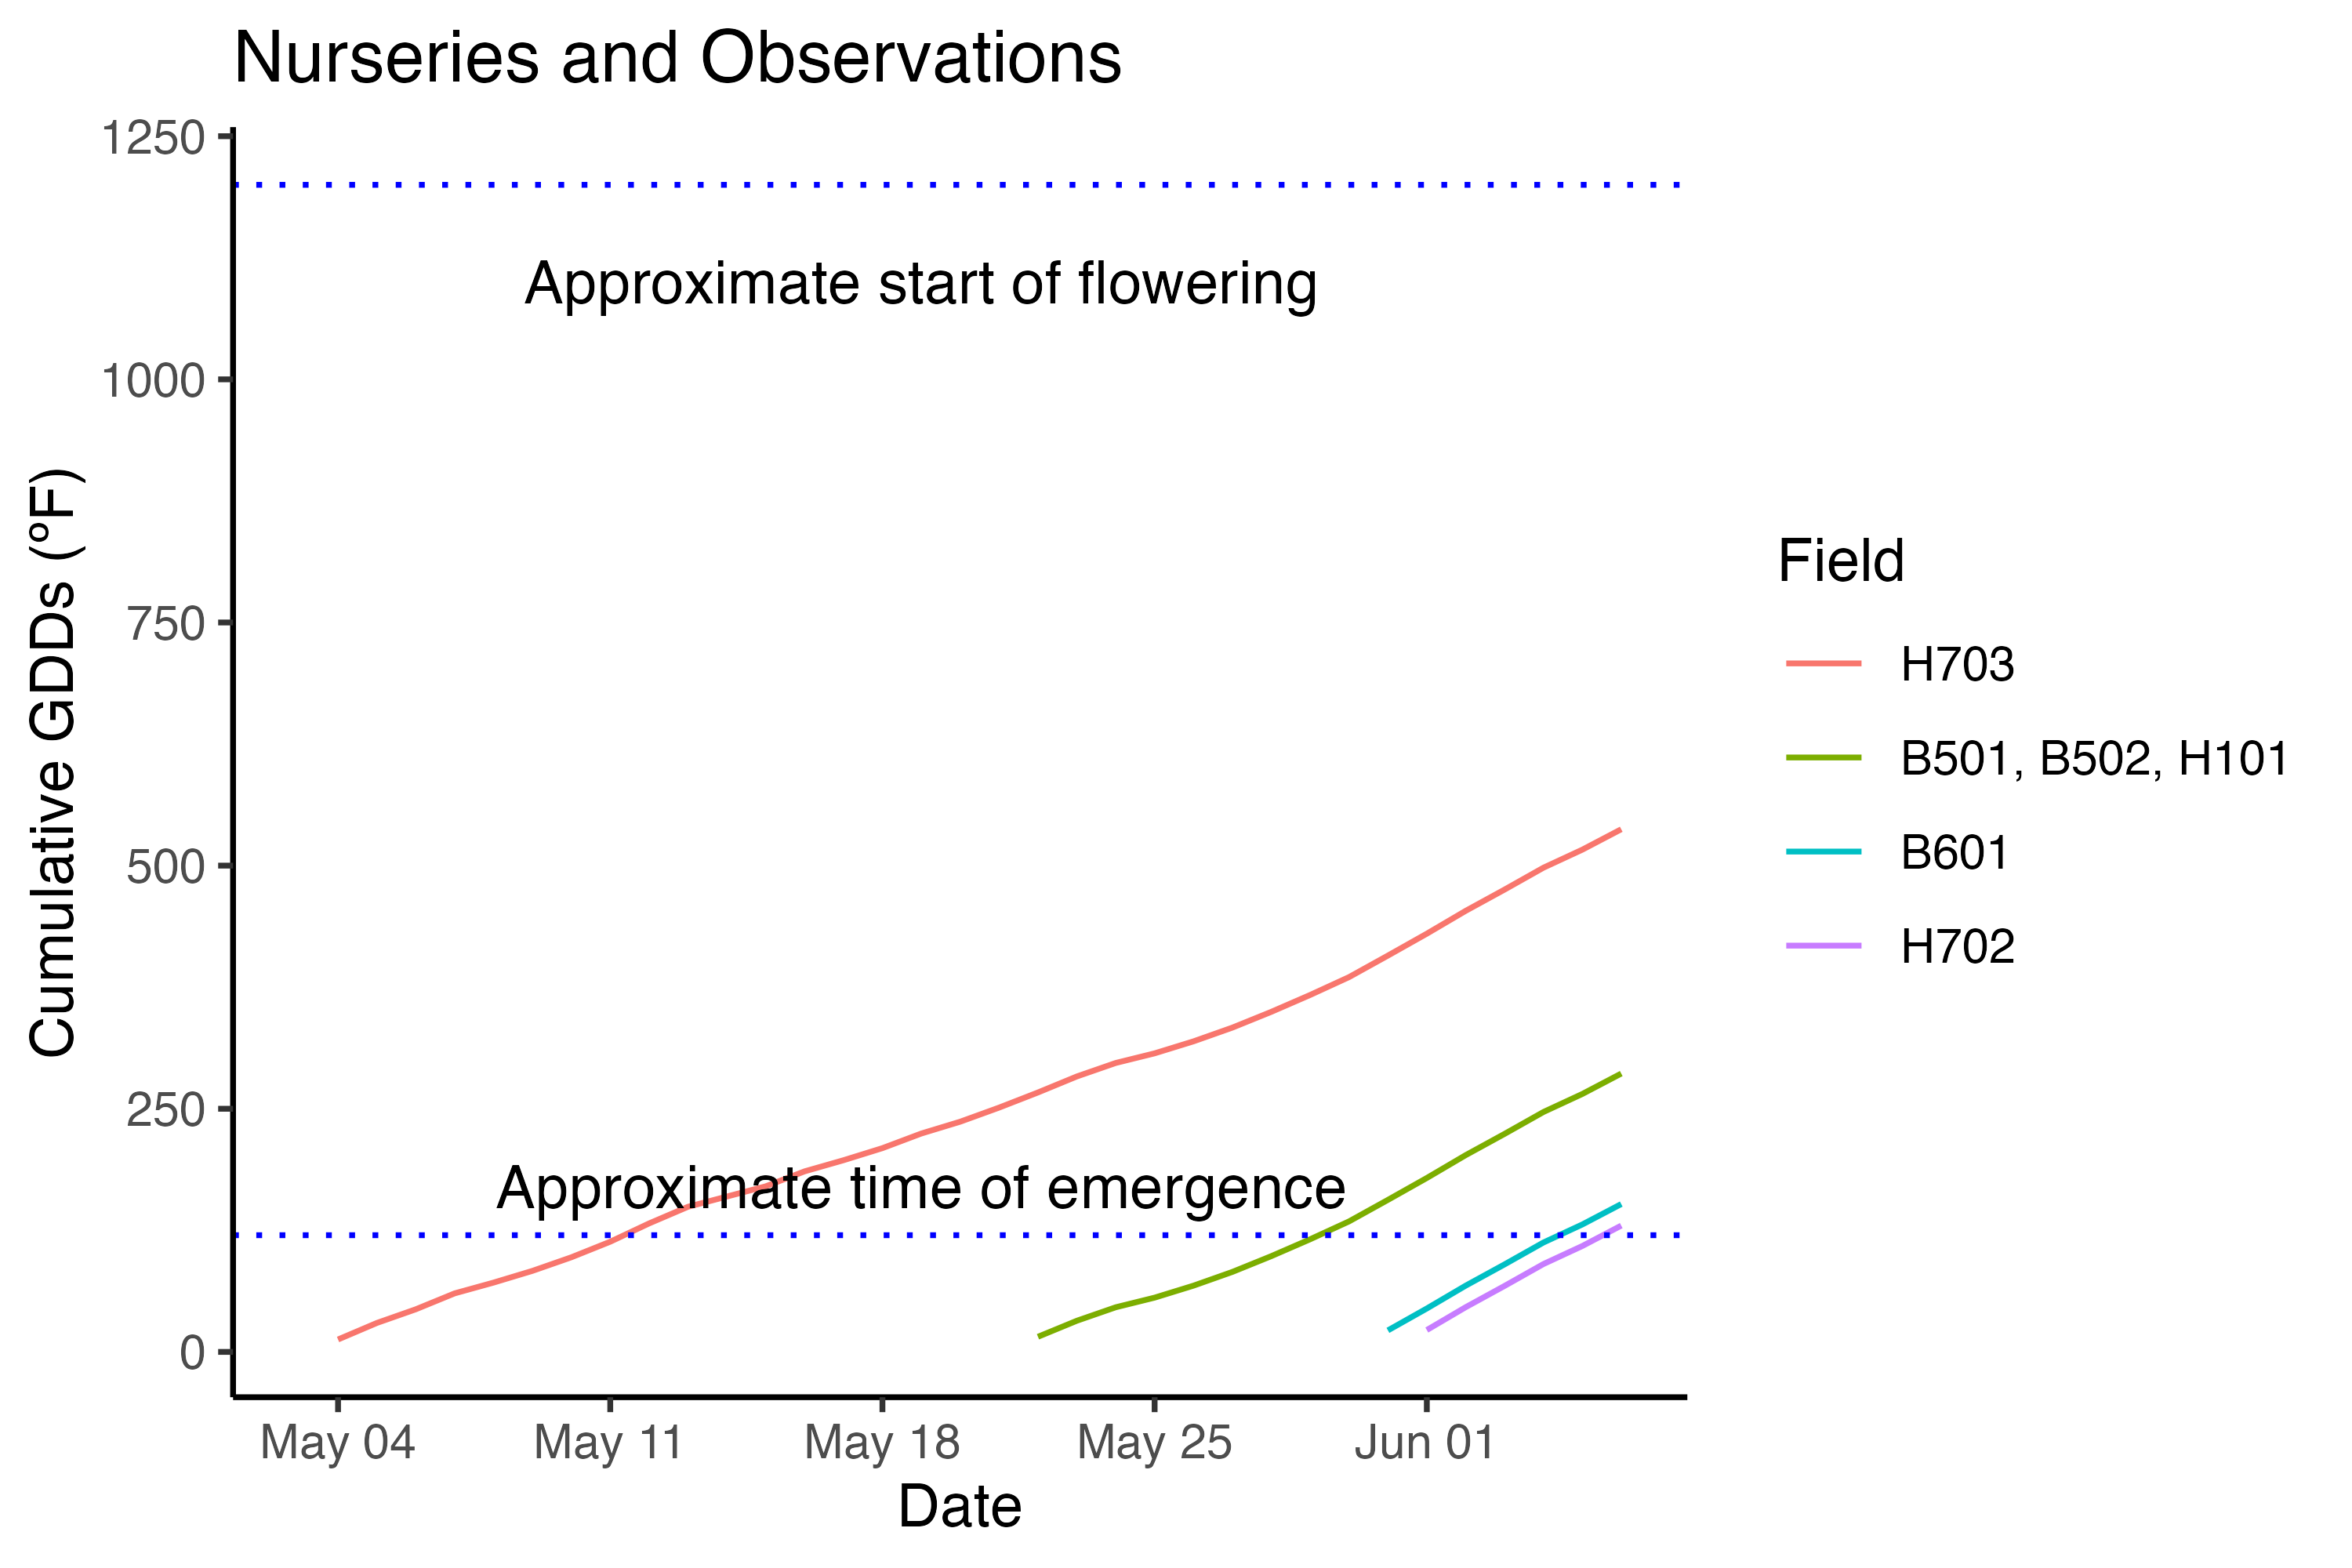 Nurseries and Observations
Cumulative GDDs (ºF)
1250
1000
750
500
250
0
Approximate start of flowering
Approximate time of emergence
May 04
May 11
May 18
May 25
Jun 01
Date
Field
H703
B501, B502, H101
B601
H702